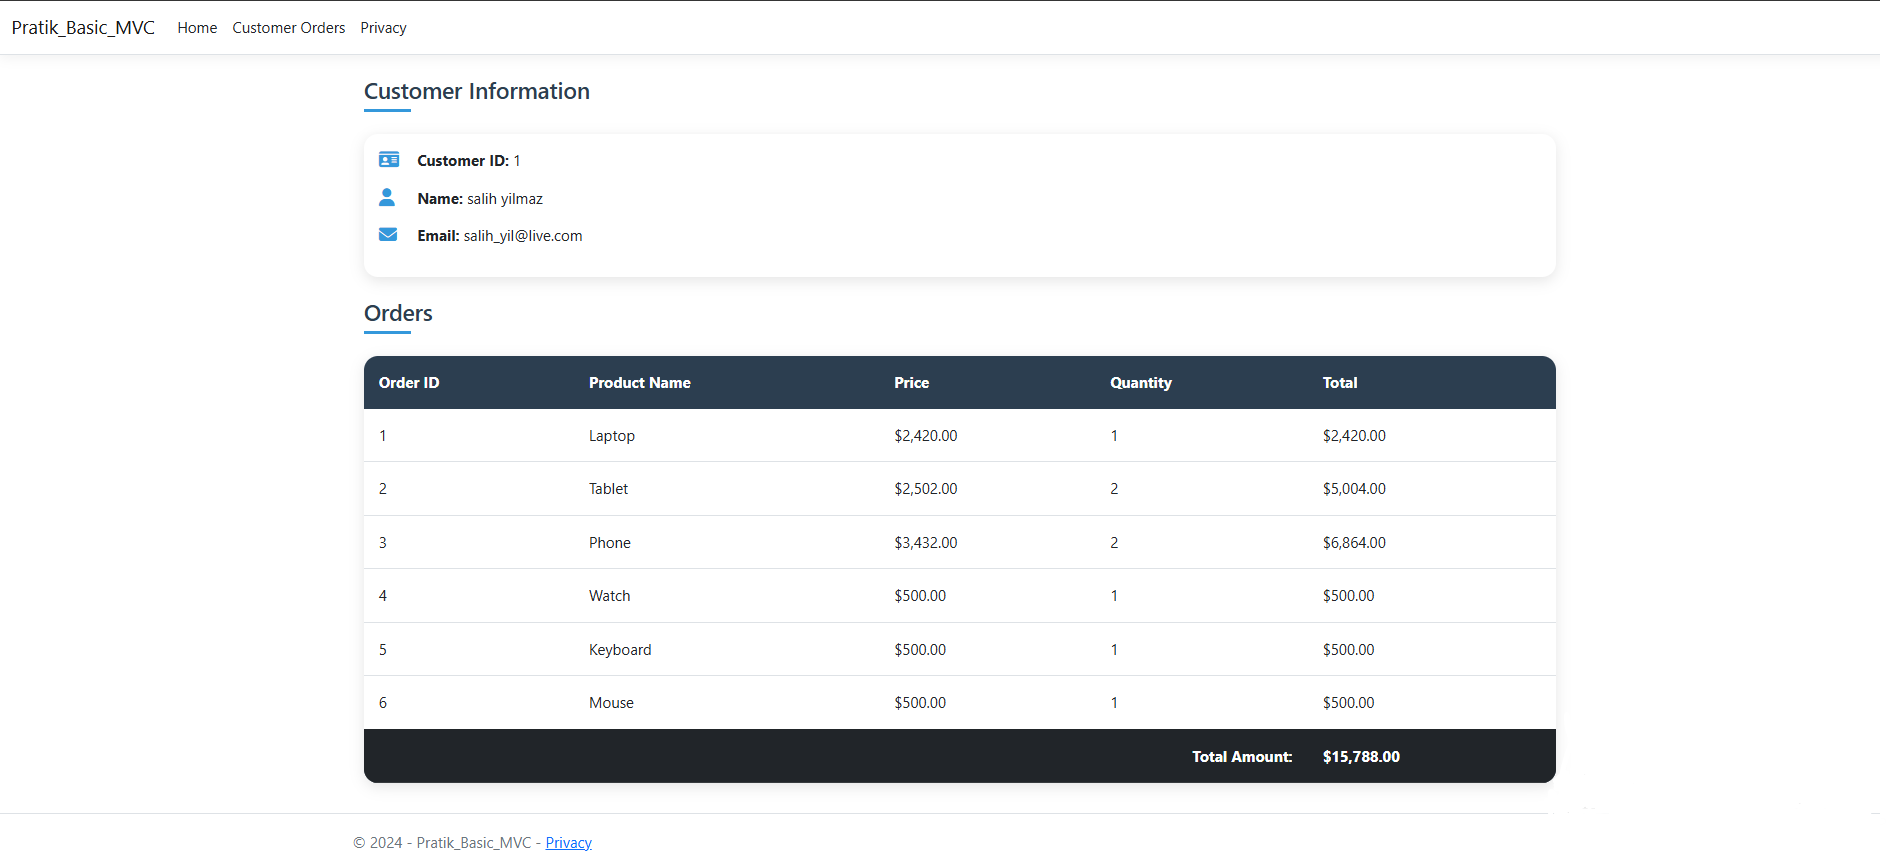 Pratik_Basic_MVC Home Customer Orders Privacy
Customer Information
Customer ID: 1
Name: salih yilmaz
Email: salih_yil@live.com
Orders
Order ID Product Name Price Quantity Total
1 Laptop $2,420.00 1 $2,420.00
2 Tablet $2,502.00 2 $5,004.00
3 Phone $3,432.00 2 $6,864.00
4 Watch $500.00 1 $500.00
5 Keyboard $500.00 1 $500.00
6 Mouse $500.00 1 $500.00
Total Amount: $15,788.00
© 2024 - Pratik_Basic_MVC - Privacy